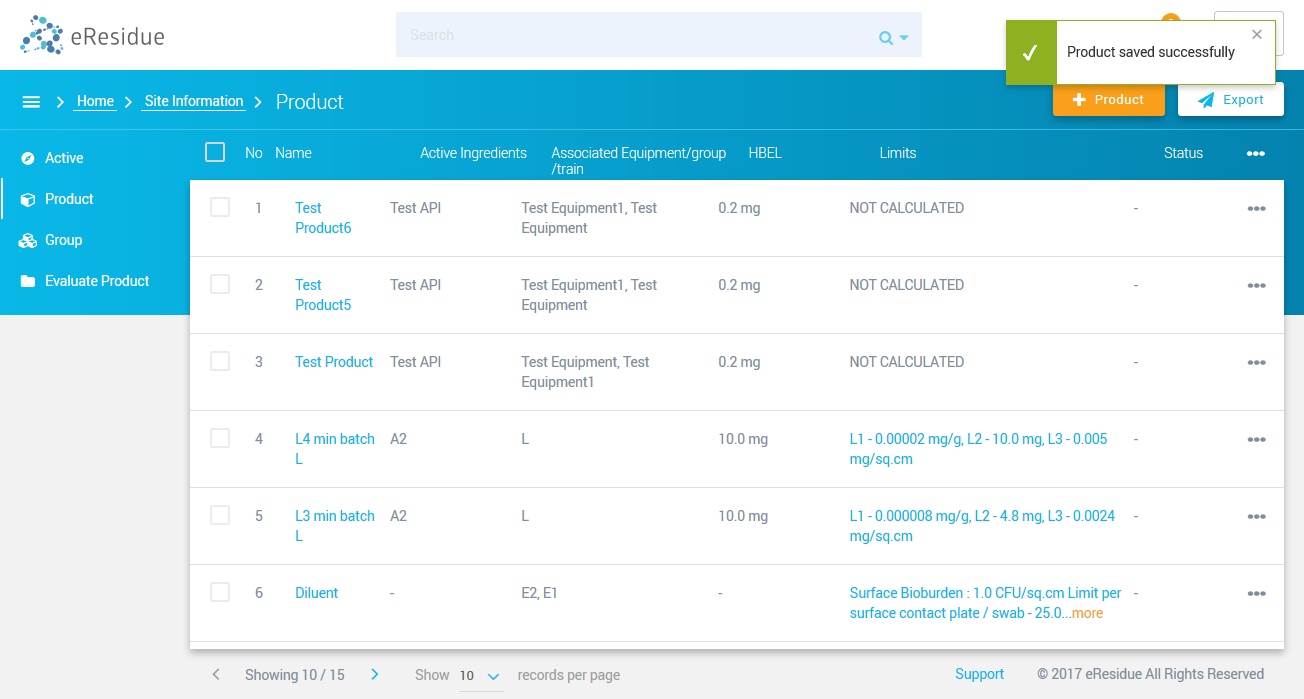 eResidue
Search
Product saved successfully
Home
Site Information
Product
Product
Export
Active
Product
Group
Evaluate Product
No Name Active Ingredients Associated Equipment/group HBEL Limits Status
/train
1 Test Test API Test Equipment1, Test 0.2 mg NOT CALCULATED -
Product6 Equipment
2 Test Test API Test Equipment1, Test 0.2 mg NOT CALCULATED -
Product5 Equipment
3 Test Product Test API Test Equipment, Test 0.2 mg NOT CALCULATED -
Equipment1
4 L4 min batch A2 L 10.0 mg L1 - 0.00002 mg/g, L2 - 10.0 mg, L3 - 0.005 -
L mg/sq.cm
5 L3 min batch A2 L 10.0 mg L1 - 0.000008 mg/g, L2 - 4.8 mg, L3 - 0.0024 -
L mg/sq.cm
6 Diluent - E2, E1 - Surface Bioburden : 1.0 CFU/sq.cm Limit per -
surface contact plate / swab - 25.0...more
Showing 10 / 15
Show 10 records per page
Support
© 2017 eResidue All Rights Reserved